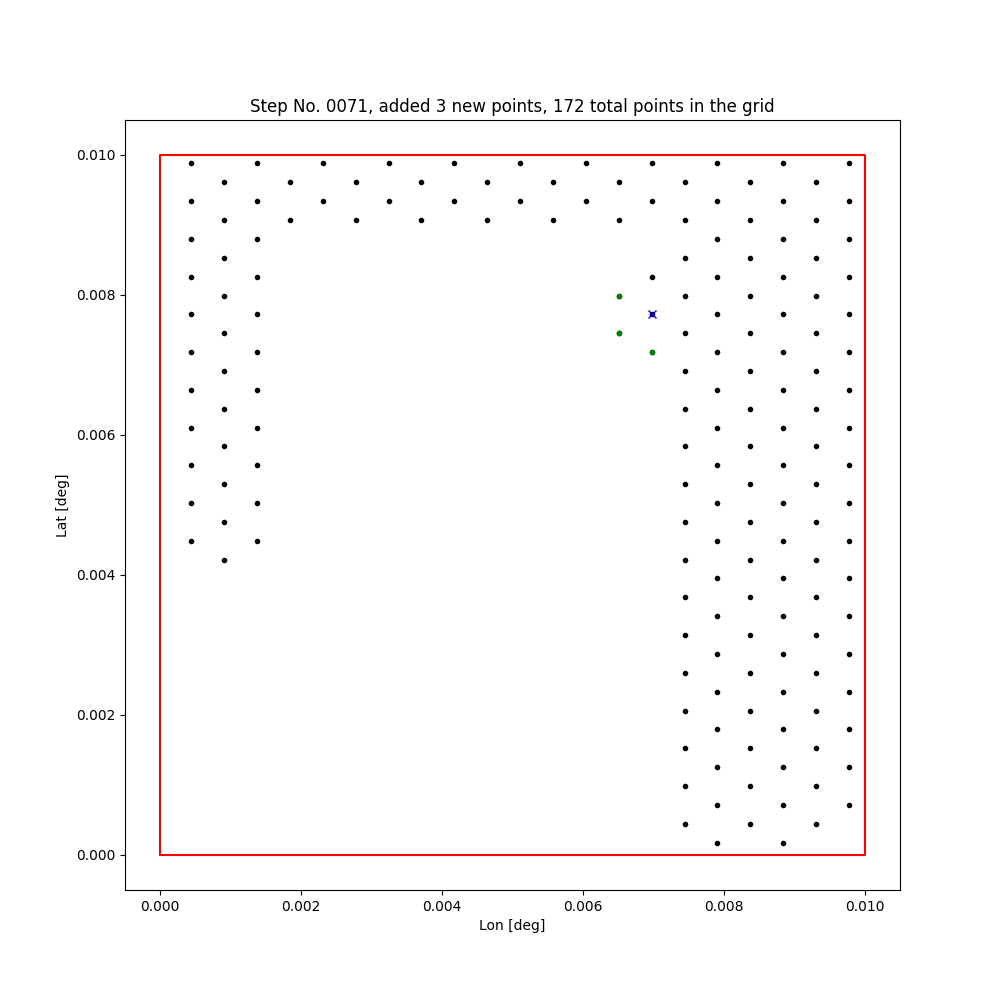 Step No. 0071, added 3 new points, 172 total points in the grid
0.010
0.008
0.006
0.004
0.002
0.000
Lat [deg]
0.000 0.002 0.004 0.006 0.008 0.010
Lon [deg]